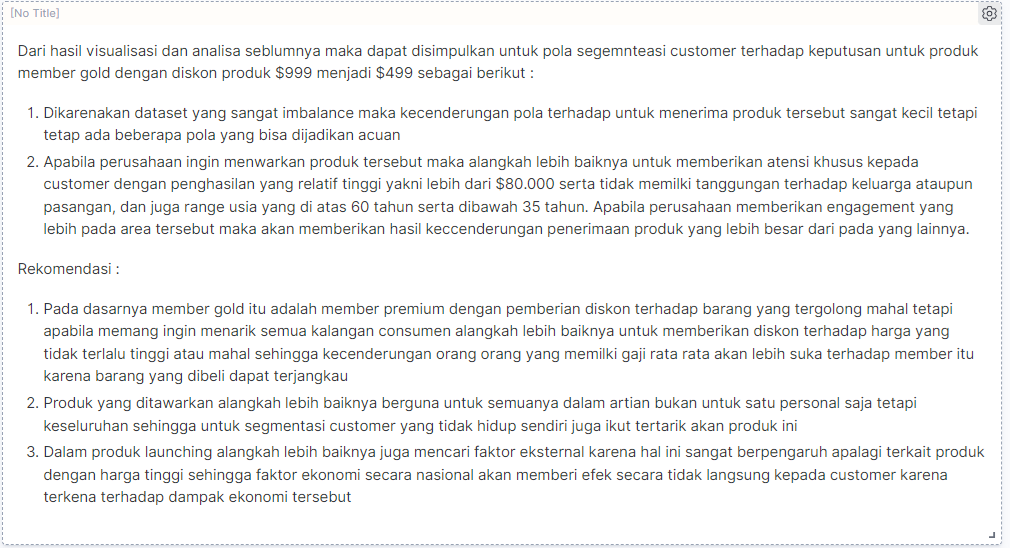 [No Title]
Dari hasil visualisasi dan analisa seblumnya maka dapat disimpulkan untuk pola segemnteasi customer terhadap keputusan untuk produk
member gold dengan diskon produk $999 menjadi $499 sebagai berikut :
1. Dikarenakan dataset yang sangat imbalance maka kecenderungan pola terhadap untuk menerima produk tersebut sangat kecil tetapi
tetap ada beberapa pola yang bisa dijadikan acuan
2. Apabila perusahaan ingin menwarkan produk tersebut maka alangkah lebih baiknya untuk memberikan atensi khusus kepada
customer dengan penghasilan yang relatif tinggi yakni lebih dari $80.000 serta tidak memilki tanggungan terhadap keluarga ataupun
pasangan, dan juga range usia yang di atas 60 tahun serta dibawah 35 tahun. Apabila perusahaan memberikan engagement yang
lebih pada area tersebut maka akan memberikan hasil keccenderungan penerimaan produk yang lebih besar dari pada yang lainnya.
Rekomendasi :
1. Pada dasarnya member gold itu adalah member premium dengan pemberian diskon terhadap barang yang tergolong mahal tetapi
apabila memang ingin menarik semua kalangan consumen alangkah lebih baiknya untuk memberikan diskon terhadap harga yang
tidak terlalu tinggi atau mahal sehingga kecenderungan orang orang yang memilki gaji rata rata akan lebih suka terhadap member itu
karena barang yang dibeli dapat terjangkau
2. Produk yang ditawarkan alangkah lebih baiknya berguna untuk semuanya dalam artian bukan untuk satu personal saja tetapi
keseluruhan sehingga untuk segmentasi customer yang tidak hidup sendiri juga ikut tertarik akan produk ini
3. Dalam produk launching alangkah lebih baiknya juga mencari faktor eksternal karena hal ini sangat berpengaruh apalagi terkait produk
dengan harga tinggi sehingga faktor ekonomi secara nasional akan memberi efek secara tidak langsung kepada customer karena
terkena terhadap dampak ekonomi tersebut